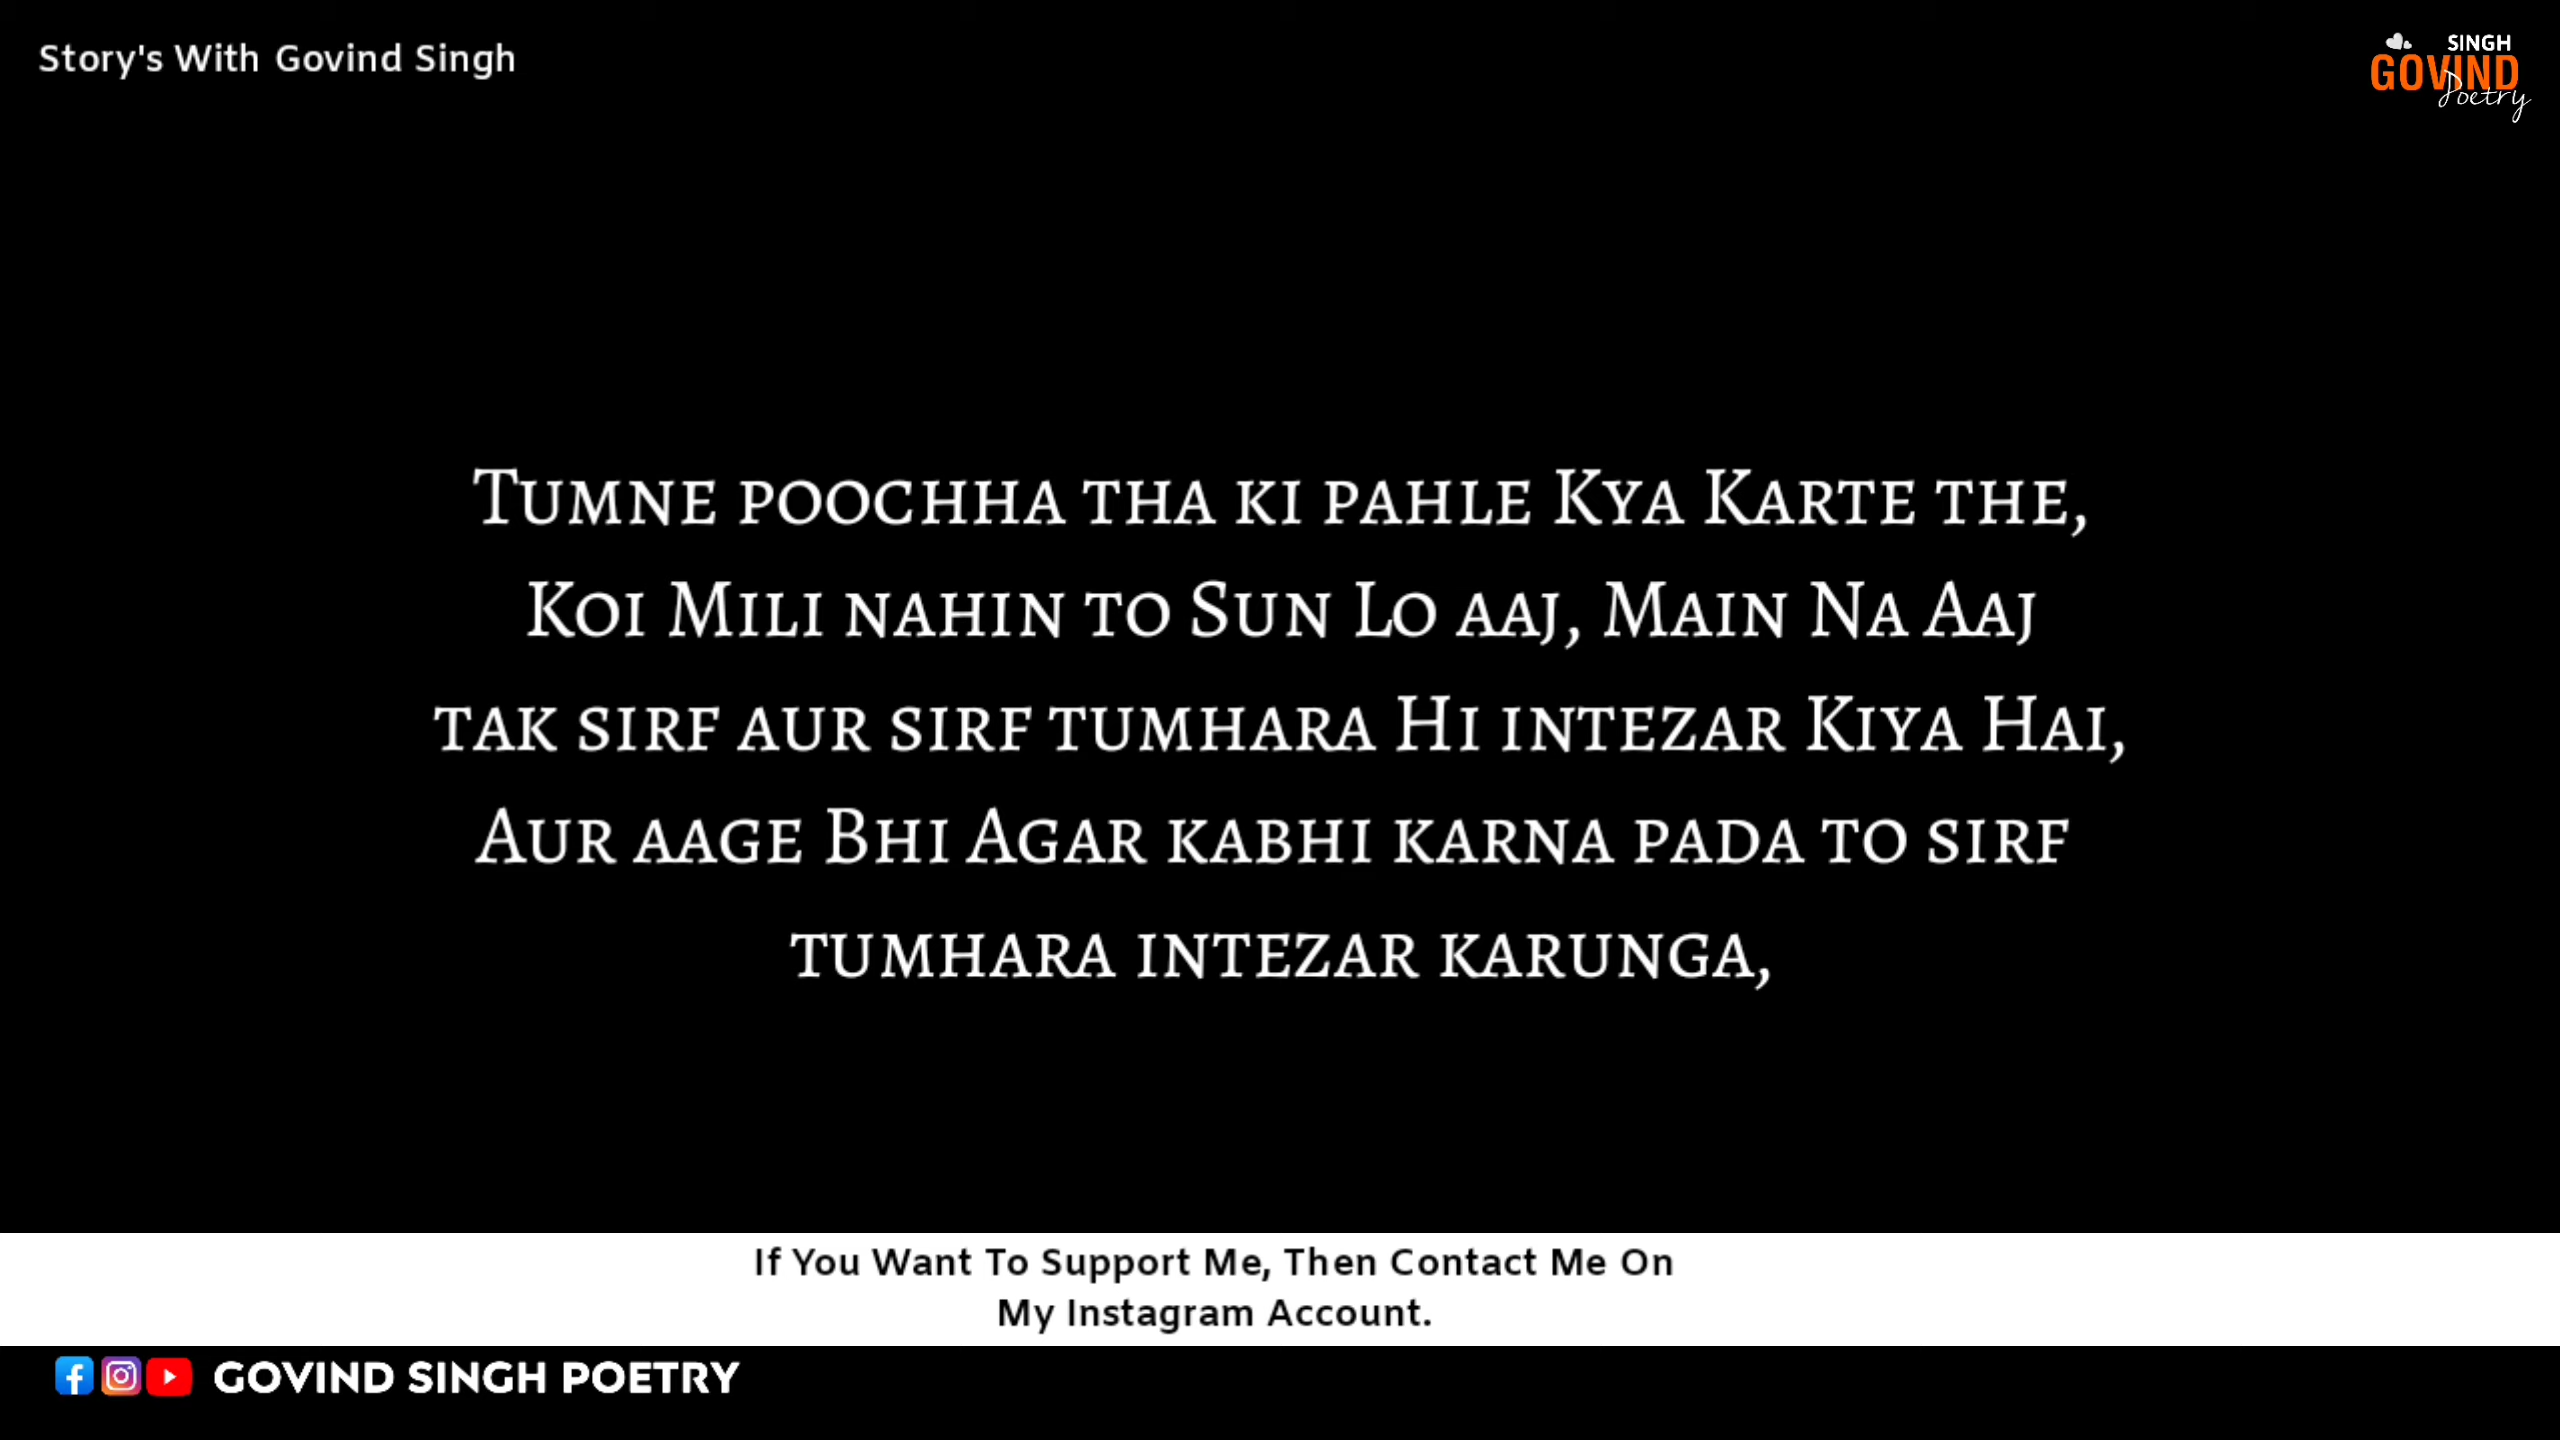 Story's With Govind Singh
SINGH
GOVIND
Poetry
Tumne poochha tha ki pahle Kya Karte the,
Koi Mili nahin to Sun Lo aaj, Main Na Aaj
tak sirf aur sirf tumhara Hi intezar Kiya Hai,
Aur aage Bhi Agar kabhi karna pada to sirf
tumhara intezar karunga,
If You Want To Support Me, Then Contact Me On
My Instagram Account.
GOVIND SINGH POETRY